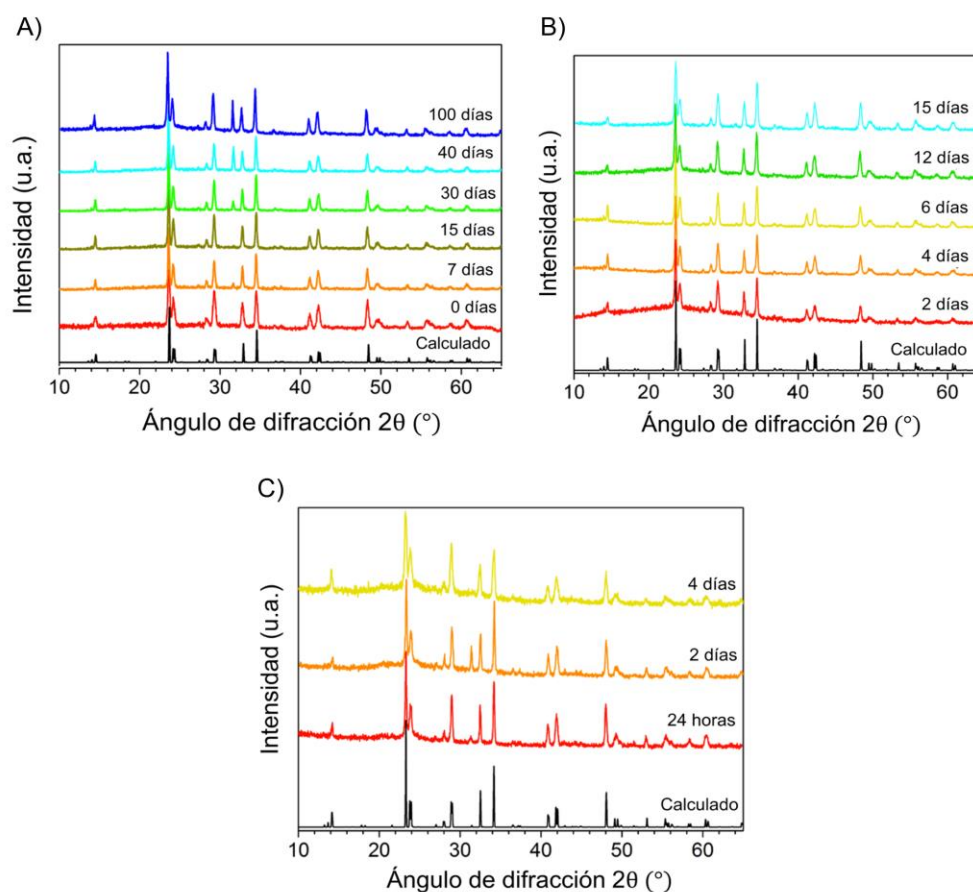 A)
Intensidad (u.a.)
100 días
40 días
30 días
15 días
7 días
0 días
Calculado
10 20 30 40 50 60
Ángulo de difracción 2θ (°)
B)
Intensidad (u.a.)
15 días
12 días
6 días
4 días
2 días
Calculado
10 20 30 40 50 60
Ángulo de difracción 2θ (°)
C)
Intensidad (u.a.)
4 días
2 días
24 horas
Calculado
10 20 30 40 50 60
Ángulo de difracción 2θ (°)